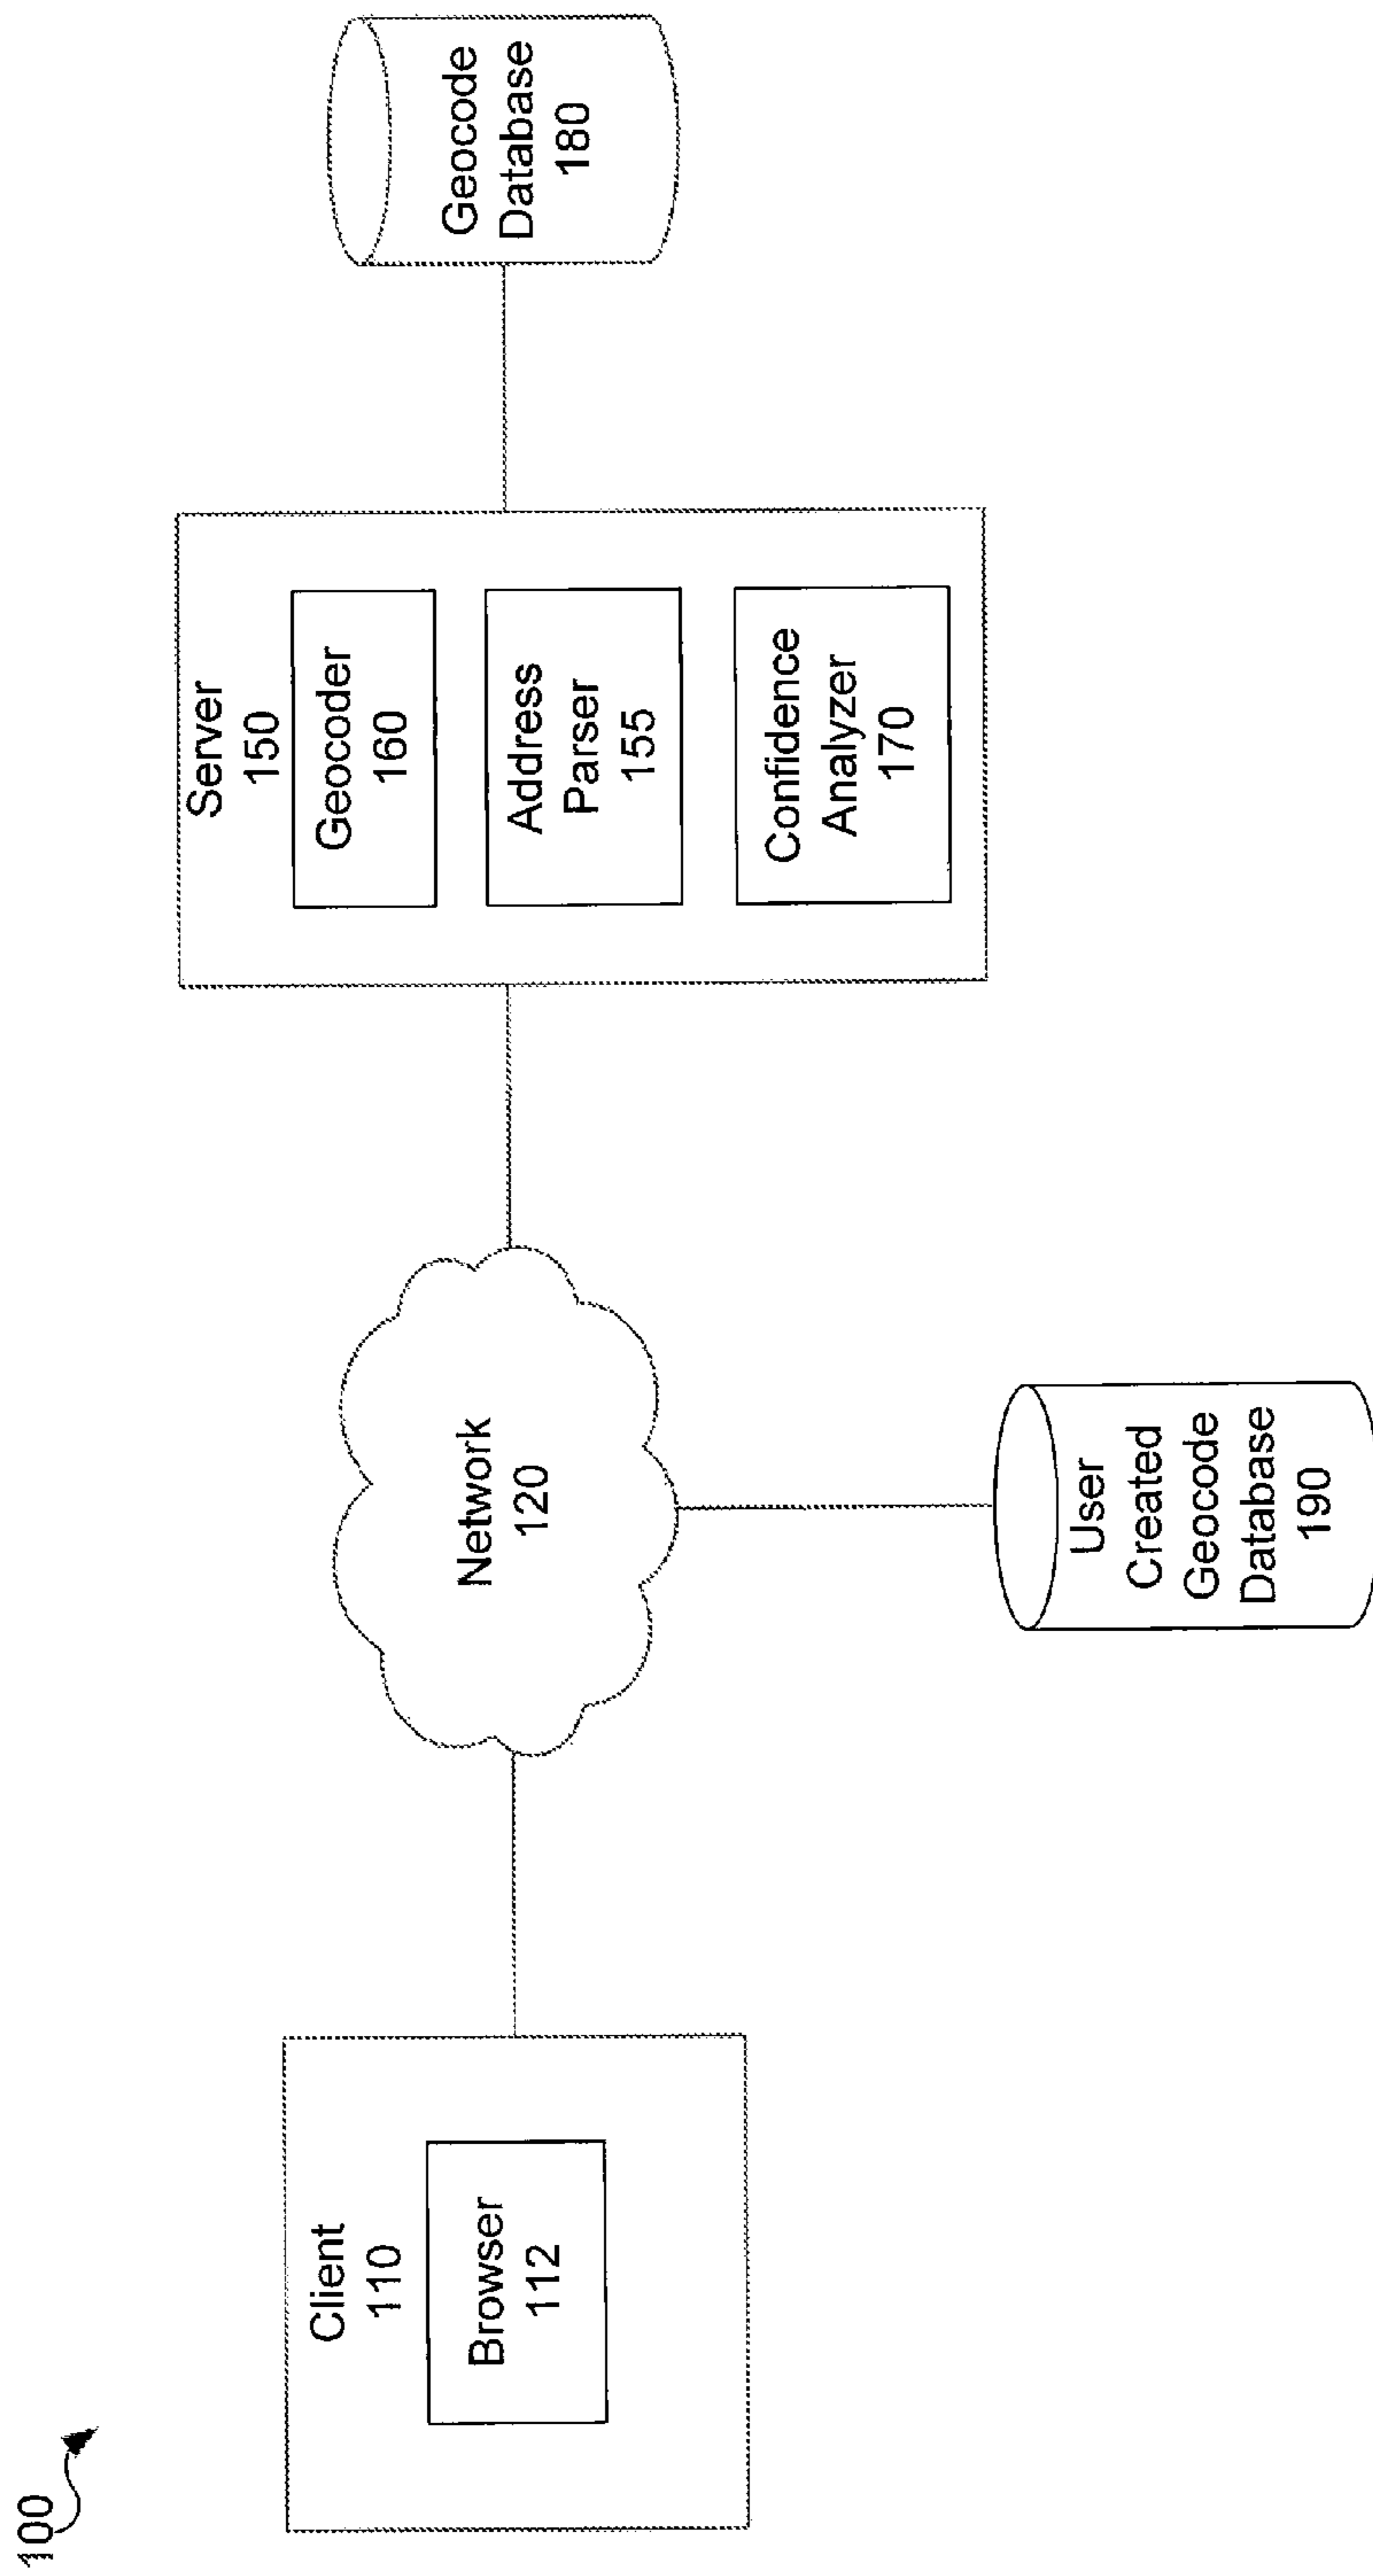 100
Client
110
Browser
112
Network
120
User
Created
Geocode
Database
190
Server
150
Geocoder
160
Address
Parser
155
Confidence
Analyzer
170
Geocode
Database
180